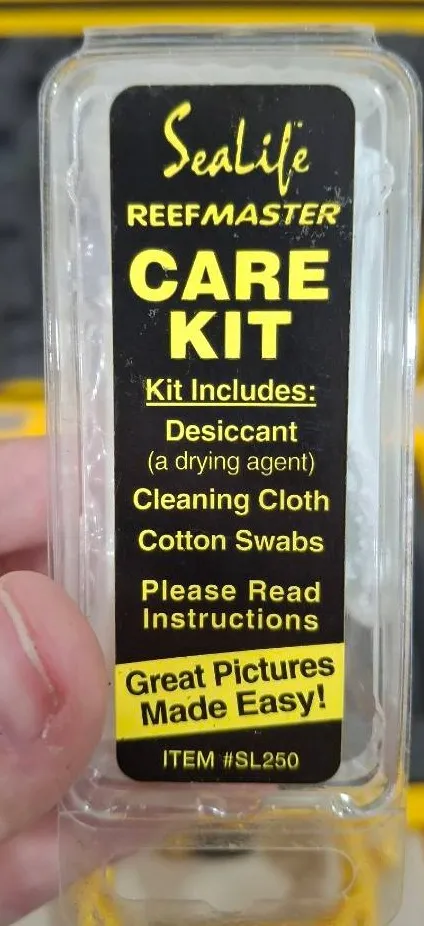 SeaLife
REEFMASTER
CARE
KIT
Kit Includes:
Desiccant
(a drying agent)
Cleaning Cloth
Cotton Swabs
Please Read
Instructions
Great Pictures
Made Easy!
ITEM #SL250